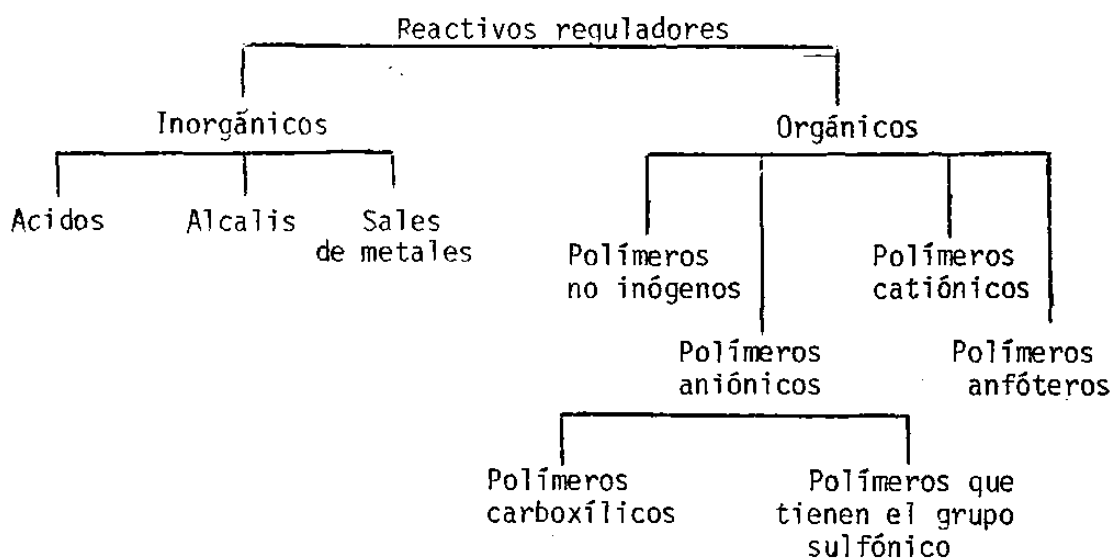 Reactivos reguladores
Inorgánicos
Orgánicos
Acidos
Alcalis
Sales
de metales
Polímeros
no inógenos
Polímeros
catiónicos
Polímeros
aniónicos
Polímeros
anfóteros
Polímeros
carboxílicos
Polímeros que
tienen el grupo
sulfónico